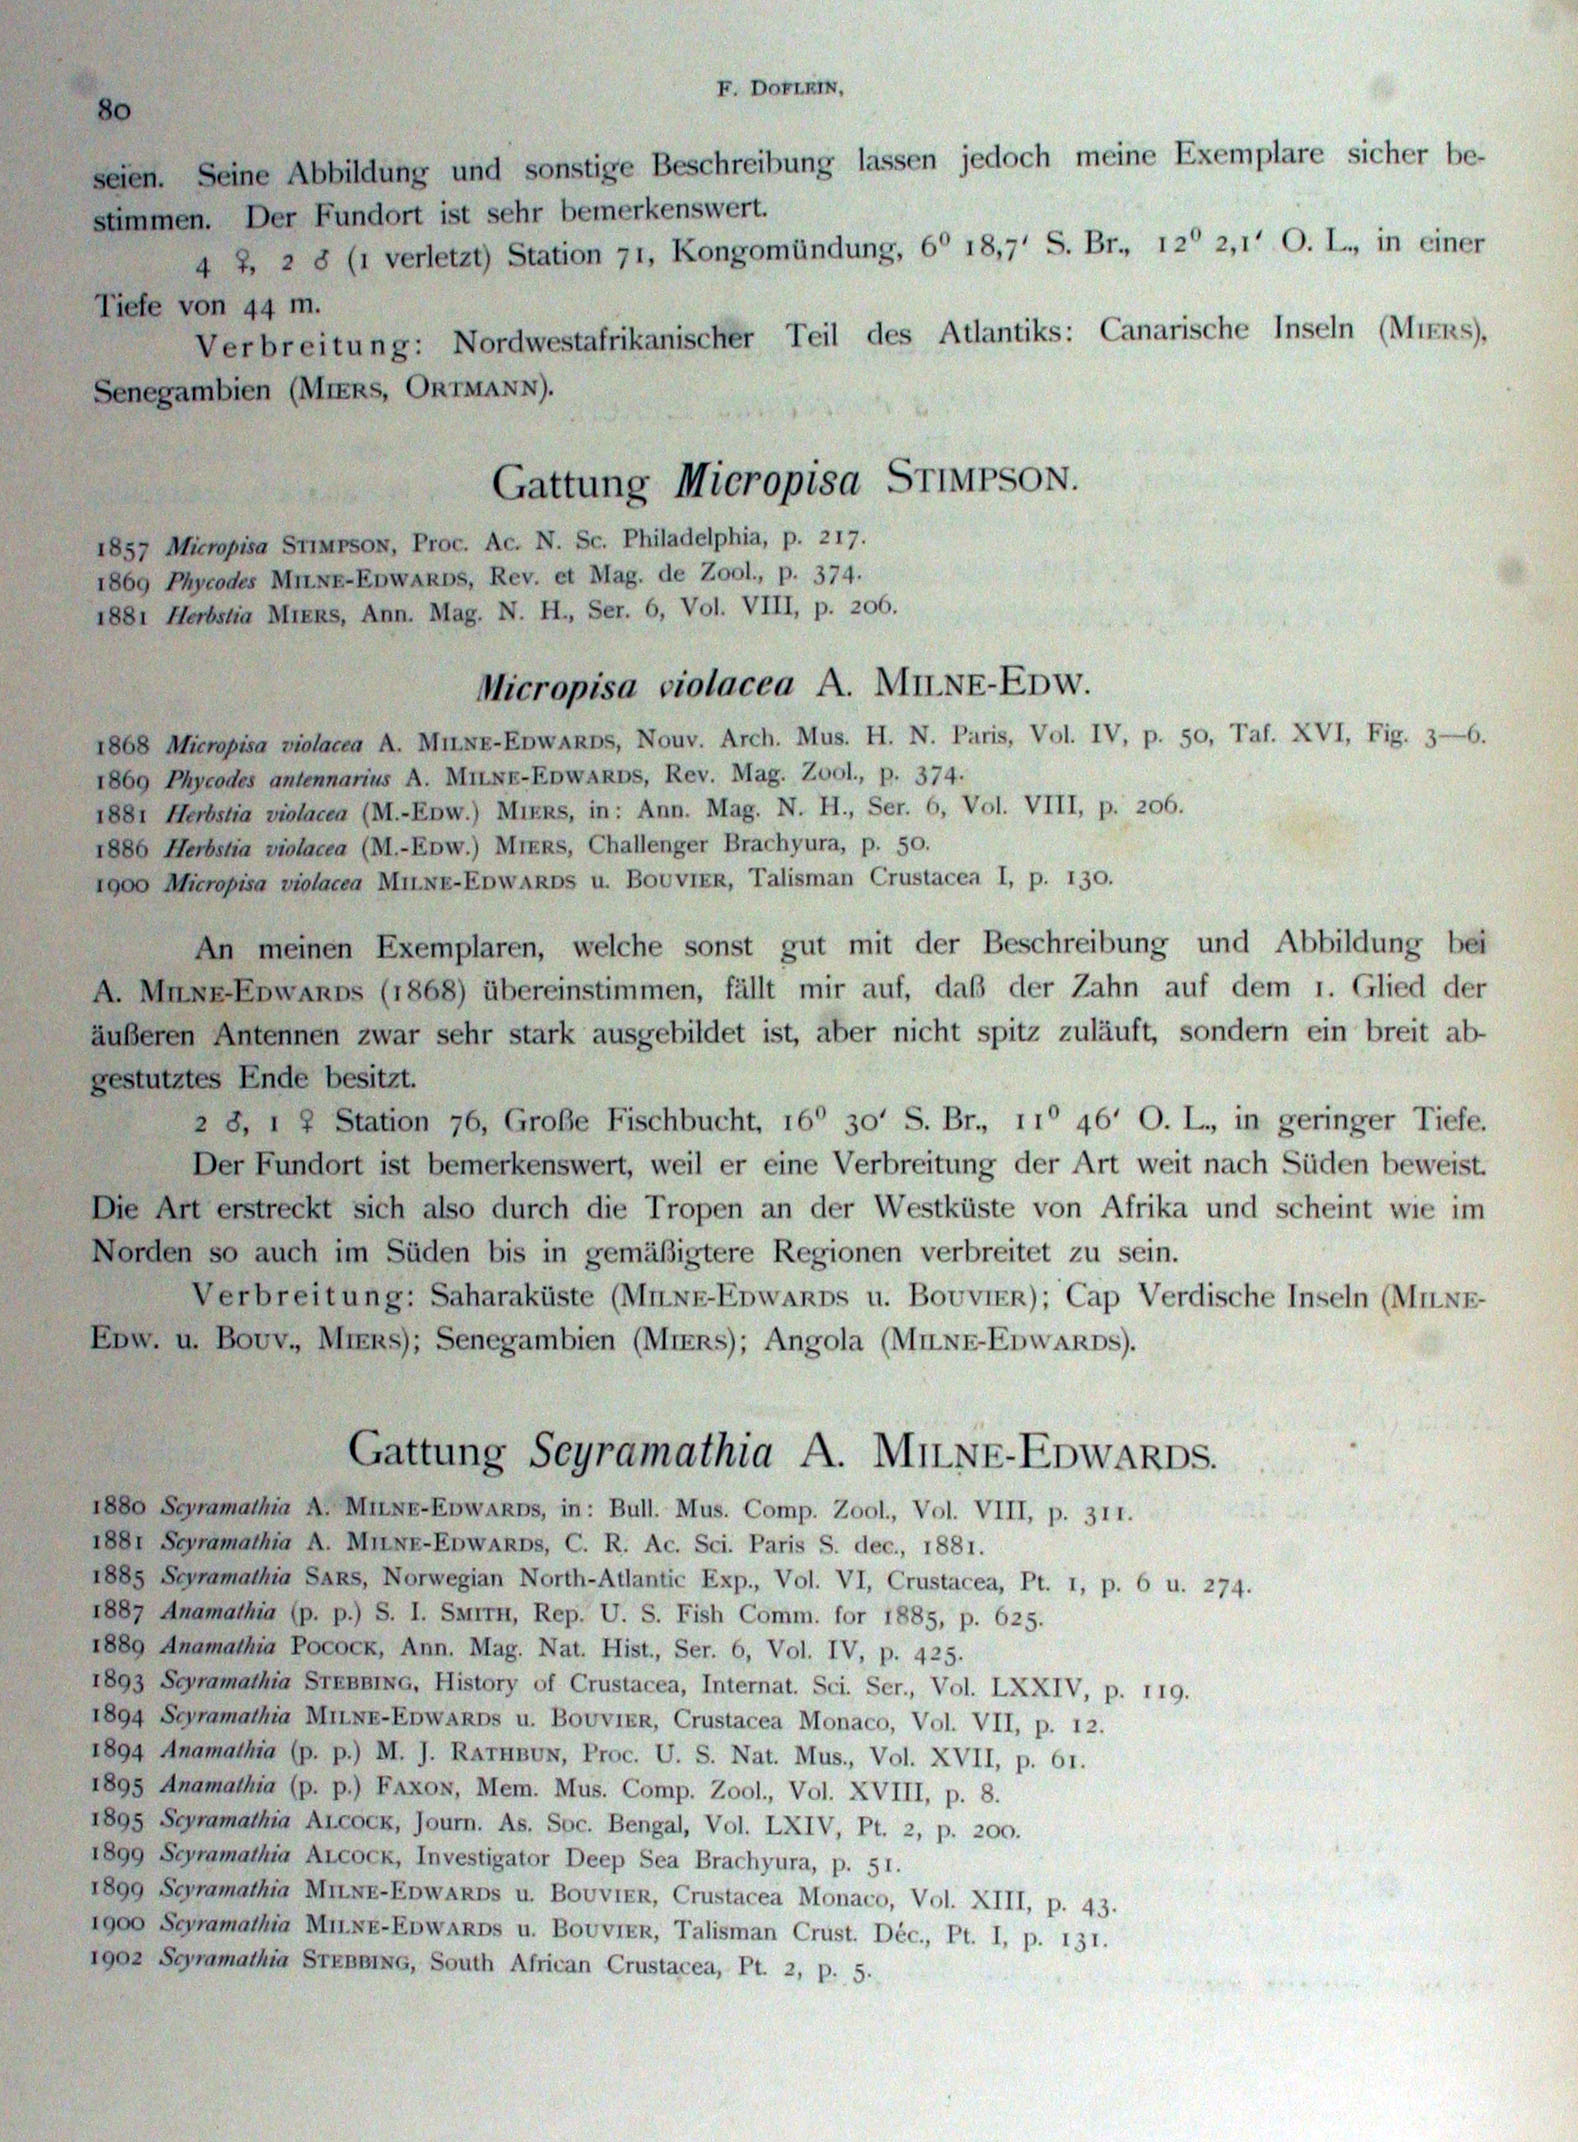 80
F. DOFLEIN,
seien. Seine Abbildung und sonstige Beschreibung lassen jedoch meine Exemplare sicher be-
stimmen. Der Fundort ist sehr bemerkenswert.
4 ♀, 2 ♂ (1 verletzt) Station 71, Kongomündung, 6° 18,7' S. Br., 12° 2,1' O. L., in einer
Tiefe von 44 m.
Verbreitung: Nordwestafrikanischer Teil des Atlantiks: Canarische Inseln (MIERS),
Senegambien (MIERS, ORTMANN).
Gattung Micropisa STIMPSON.
1857 Micropisa STIMPSON, Proc. Ac. N. Sc. Philadelphia, p. 217.
1869 Phycodes MILNE-EDWARDS, Rev. et Mag. de Zool., p. 374.
1881 Herbstia MIERS, Ann. Mag. N. H., Ser. 6, Vol. VIII, p. 206.
Micropisa violacea A. MILNE-EDW.
1868 Micropisa violacea A. MILNE-EDWARDS, Nouv. Arch. Mus. H. N. Paris, Vol. IV, p. 50, Taf. XVI, Fig. 3—6.
1869 Phycodes antennarius A. MILNE-EDWARDS, Rev. Mag. Zool., p. 374.
1881 Herbstia violacea (M.-EDW.) MIERS, in: Ann. Mag. N. H., Ser. 6, Vol. VIII, p. 206.
1886 Herbstia violacea (M.-EDW.) MIERS, Challenger Brachyura, p. 50.
1900 Micropisa violacea MILNE-EDWARDS u. BOUVIER, Talisman Crustacea I, p. 130.
An meinen Exemplaren, welche sonst gut mit der Beschreibung und Abbildung bei
A. MILNE-EDWARDS (1868) übereinstimmen, fällt mir auf, daß der Zahn auf dem 1. Glied der
äußeren Antennen zwar sehr stark ausgebildet ist, aber nicht spitz zuläuft, sondern ein breit ab-
gestutztes Ende besitzt.
2 ♂, 1 ♀ Station 76, Große Fischbucht, 16° 30' S. Br., 11° 46' O. L., in geringer Tiefe.
Der Fundort ist bemerkenswert, weil er eine Verbreitung der Art weit nach Süden beweist.
Die Art erstreckt sich also durch die Tropen an der Westküste von Afrika und scheint wie im
Norden so auch im Süden bis in gemäßigtere Regionen verbreitet zu sein.
Verbreitung: Saharaküste (MILNE-EDWARDS u. BOUVIER); Cap Verdische Inseln (MILNE-
EDW. u. BOUV., MIERS); Senegambien (MIERS); Angola (MILNE-EDWARDS).
Gattung Scyramathia A. MILNE-EDWARDS.
1880 Scyramathia A. MILNE-EDWARDS, in: Bull. Mus. Comp. Zool., Vol. VIII, p. 311.
1881 Scyramathia A. MILNE-EDWARDS, C. R. Ac. Sci. Paris S. dec., 1881.
1885 Scyramathia SARS, Norwegian North-Atlantic Exp., Vol. VI, Crustacea, Pt. 1, p. 6 u. 274.
1887 Anamathia (p. p.) S. I. SMITH, Rep. U. S. Fish Comm. for 1885, p. 625.
1889 Anamathia POCOCK, Ann. Mag. Nat. Hist., Ser. 6, Vol. IV, p. 425.
1893 Scyramathia STEBBING, History of Crustacea, Internat. Sci. Ser., Vol. LXXIV, p. 119.
1894 Scyramathia MILNE-EDWARDS u. BOUVIER, Crustacea Monaco, Vol. VII, p. 12.
1894 Anamathia (p. p.) M. J. RATHBUN, Proc. U. S. Nat. Mus., Vol. XVII, p. 61.
1895 Anamathia (p. p.) FAXON, Mem. Mus. Comp. Zool., Vol. XVIII, p. 8.
1895 Scyramathia ALCOCK, Journ. As. Soc. Bengal, Vol. LXIV, Pt. 2, p. 200.
1899 Scyramathia ALCOCK, Investigator Deep Sea Brachyura, p. 51.
1899 Scyramathia MILNE-EDWARDS u. BOUVIER, Crustacea Monaco, Vol. XIII, p. 43.
1900 Scyramathia MILNE-EDWARDS u. BOUVIER, Talisman Crust. Déc., Pt. I, p. 131.
1902 Scyramathia STEBBING, South African Crustacea, Pt. 2, p. 5.